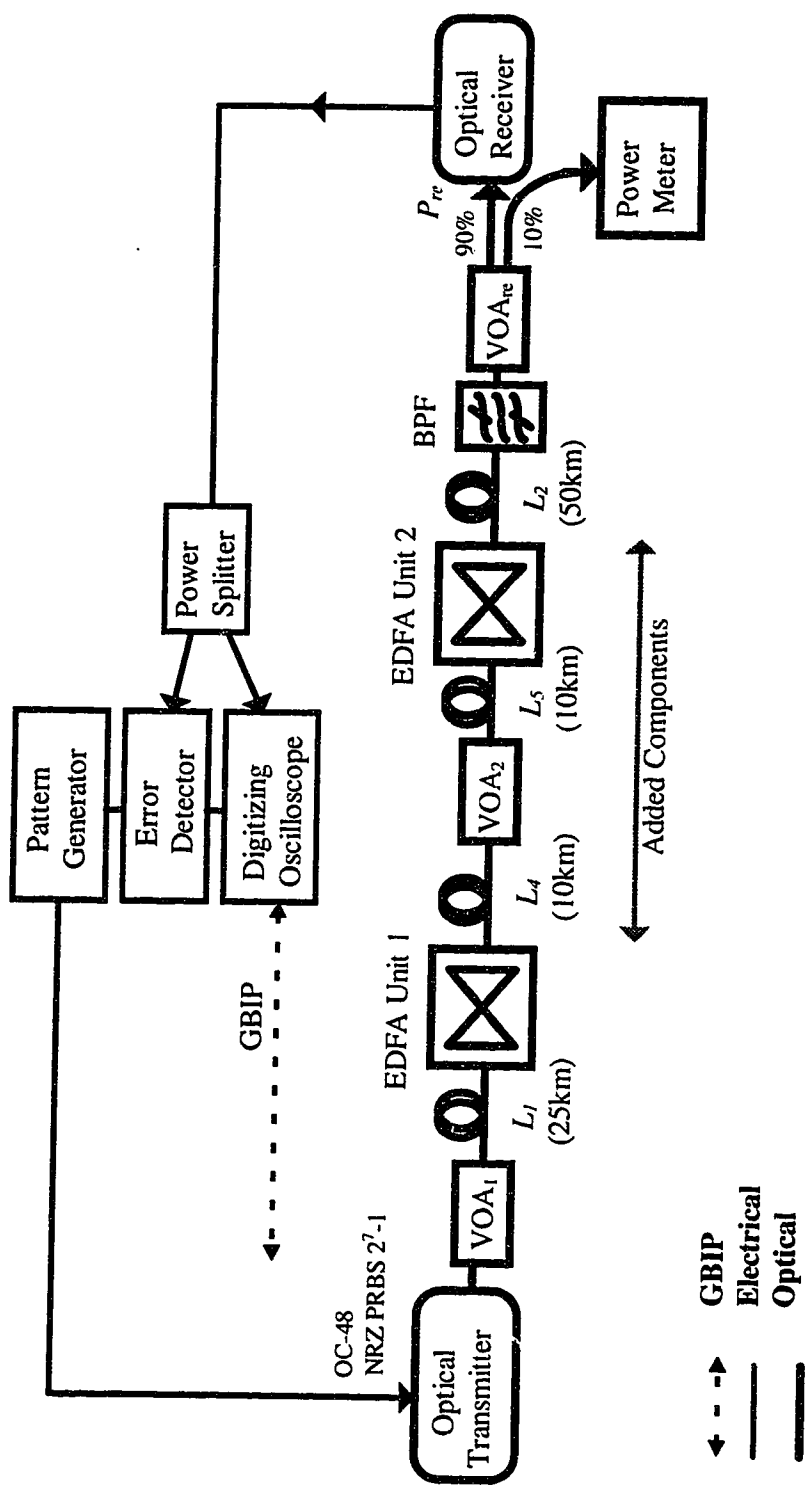 Pattern
Generator
Error
Detector
Digitizing
Oscilloscope
Power
Splitter
GBIP
OC-48
NRZ PRBS 2⁷-1
Optical
Transmitter
VOA₁
L₁
(25km)
EDFA Unit 1
L₄
(10km)
VOA₂
L₅
(10km)
EDFA Unit 2
L₂
(50km)
BPF
VOAre
90%
Pre
10%
Optical
Receiver
Power
Meter
Added Components
GBIP
Electrical
Optical